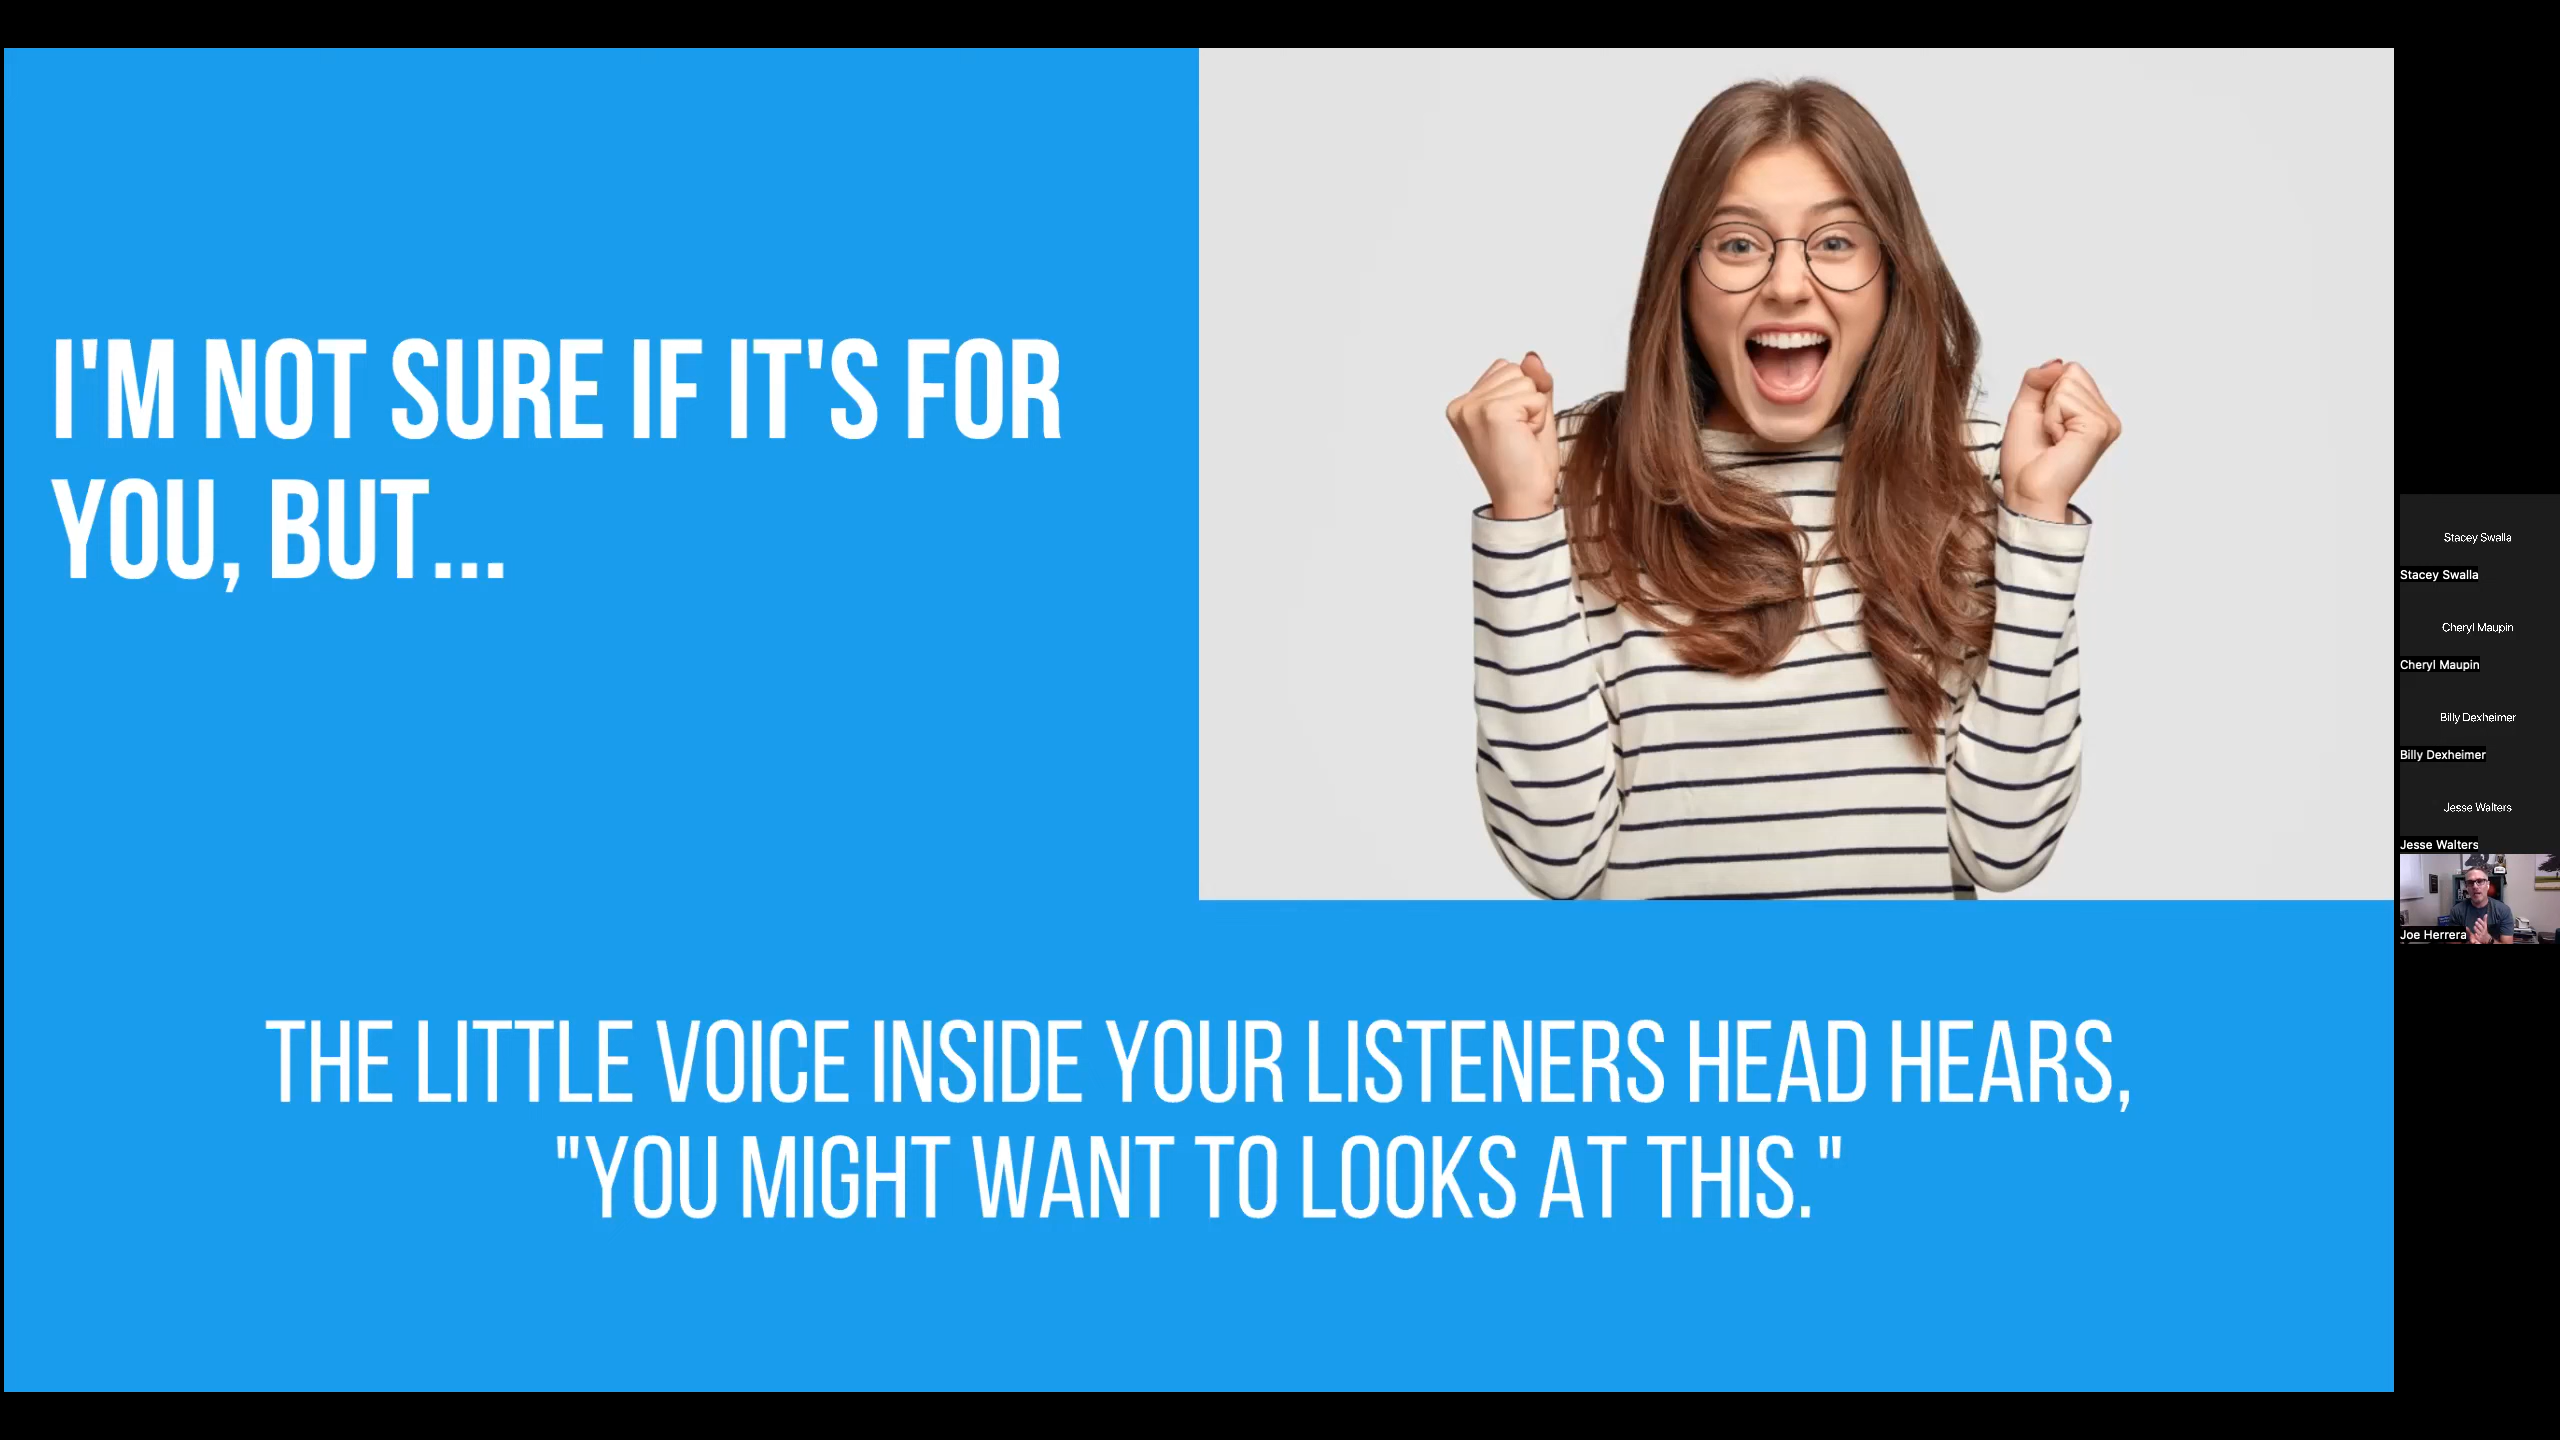 I'M NOT SURE IF IT'S FOR
YOU, BUT...
THE LITTLE VOICE INSIDE YOUR LISTENERS HEAD HEARS,
"YOU MIGHT WANT TO LOOKS AT THIS."
Stacey Swalla
Stacey Swalla
Cheryl Maupin
Cheryl Maupin
Billy Dexheimer
Billy Dexheimer
Jesse Walters
Jesse Walters
Joe Herrera